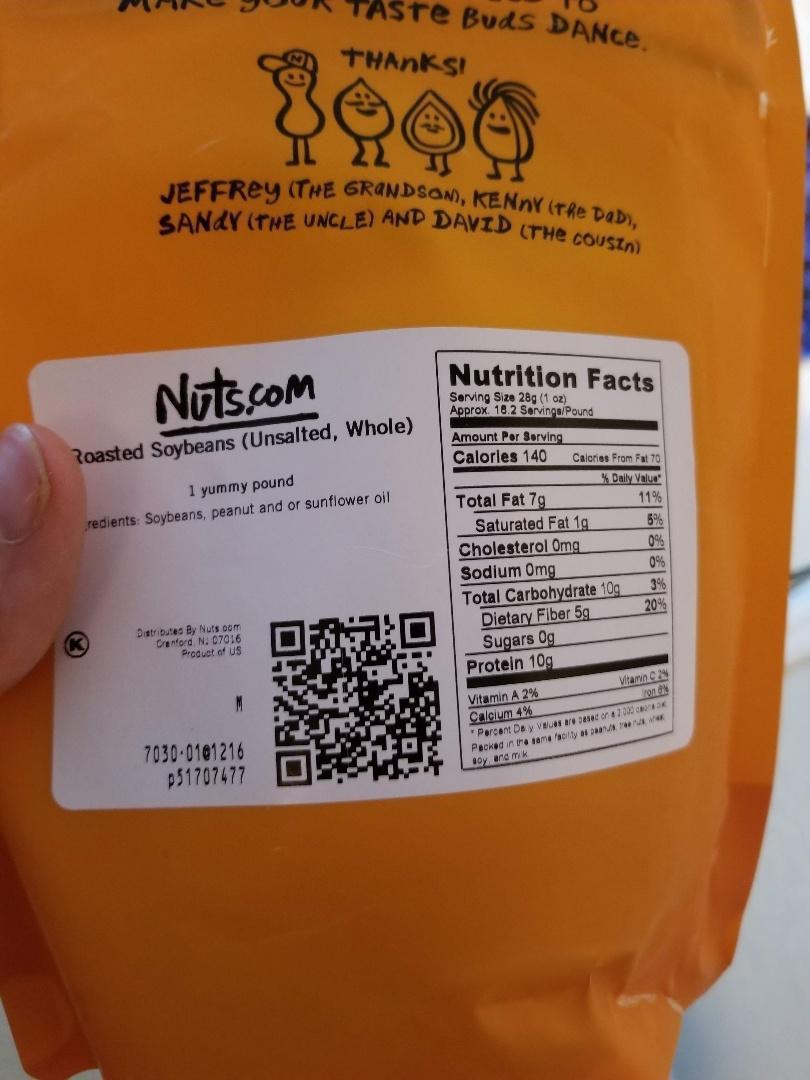 MAKE YOUR TASTE BUDS DANCE.
THANKS!
N
JEFFREY (THE GRANDSON), KENNY (THE DAD),
SANDY (THE UNCLE) AND DAVID (THE COUSIN)
Nuts.com
Roasted Soybeans (Unsalted, Whole)
1 yummy pound
redients: Soybeans, peanut and or sunflower oil
K
Distributed By Nuts.com
Cranford, NJ 07016
Product of US
M
7030-0101216
p51707477
Nutrition Facts
Serving Size 28g (1 oz)
Approx. 16.2 Servings/Pound
Amount Per Serving
Calories 140 Calories From Fat 70
% Daily Value*
Total Fat 7g 11%
Saturated Fat 1g 5%
Cholesterol 0mg 0%
Sodium 0mg 0%
Total Carbohydrate 10g 3%
Dietary Fiber 5g 20%
Sugars 0g
Protein 10g
Vitamin A 2% Vitamin C 2%
Calcium 4% Iron 8%
* Percent Daily Values are based on a 2,000 calorie diet.
Packed in the same facility as peanuts, tree nuts, wheat,
soy, and milk